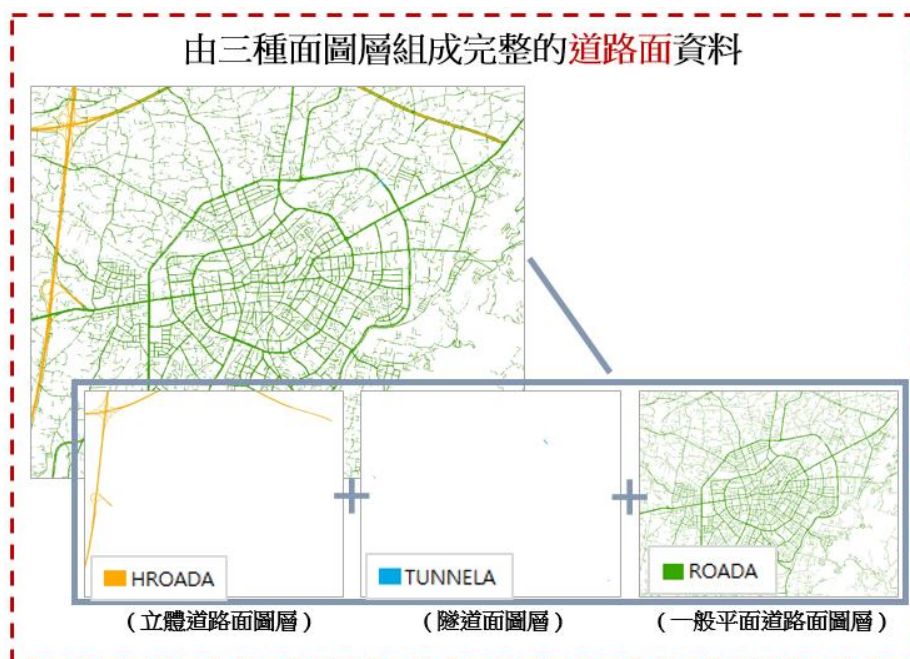 由三種面圖層組成完整的道路面資料
HROADA
TUNNELA
ROADA
(立體道路面圖層)
(隧道面圖層)
(一般平面道路面圖層)